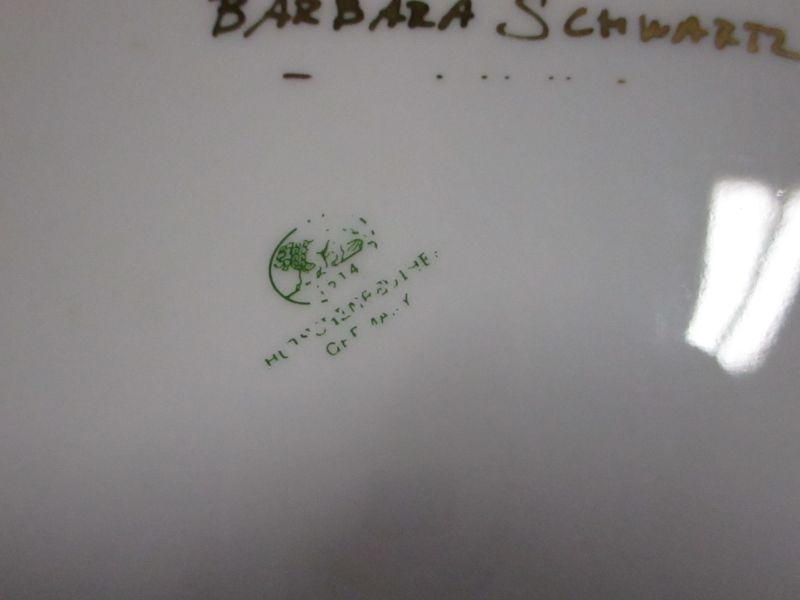 BARBARA SCHWARTZ
1814
HUTSCHENREUTHER
GERMANY